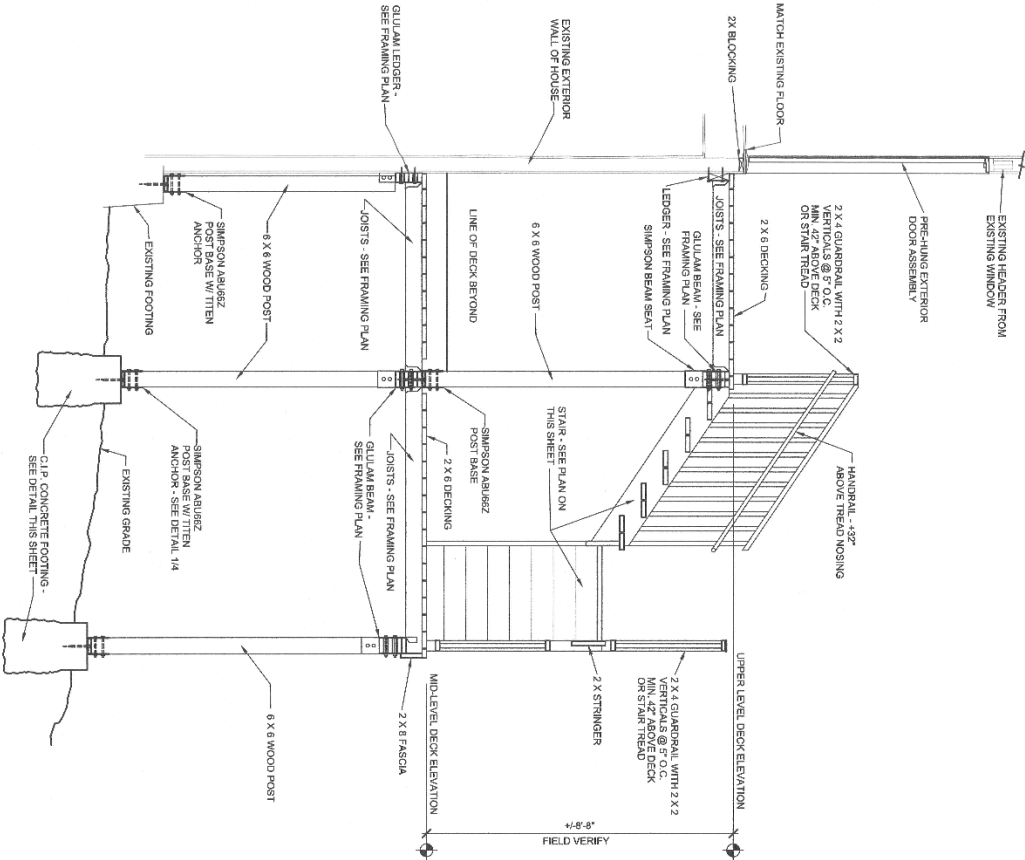 EXISTING HEADER FROM
EXISTING WINDOW
PRE-HUNG EXTERIOR
DOOR ASSEMBLY
2 X 4 GUARDRAIL WITH 2 X 2
VERTICALS @ 5" O.C.
MIN. 42" ABOVE DECK
OR STAIR TREAD
HANDRAIL - +32"
ABOVE TREAD NOSING
MATCH EXISTING FLOOR
2X BLOCKING
2 X 6 DECKING
JOISTS - SEE FRAMING PLAN
LEDGER - SEE FRAMING PLAN
GLULAM BEAM - SEE
FRAMING PLAN
SIMPSON BEAM SEAT
UPPER LEVEL DECK ELEVATION
2 X 4 GUARDRAIL WITH 2 X 2
VERTICALS @ 5" O.C.
MIN. 42" ABOVE DECK
OR STAIR TREAD
2 X STRINGER
EXISTING EXTERIOR
WALL OF HOUSE
6 X 6 WOOD POST
STAIR - SEE PLAN ON
THIS SHEET
LINE OF DECK BEYOND
+/-8'-8"
FIELD VERIFY
GLULAM LEDGER -
SEE FRAMING PLAN
SIMPSON ABU66Z
POST BASE
2 X 6 DECKING
MID-LEVEL DECK ELEVATION
JOISTS - SEE FRAMING PLAN
JOISTS - SEE FRAMING PLAN
GLULAM BEAM -
SEE FRAMING PLAN
2 X 8 FASCIA
6 X 6 WOOD POST
6 X 6 WOOD POST
6 X 6 WOOD POST
SIMPSON ABU66Z
POST BASE W/ TITEN
ANCHOR
EXISTING FOOTING
SIMPSON ABU66Z
POST BASE W/ TITEN
ANCHOR - SEE DETAIL 1/4
EXISTING GRADE
C.I.P. CONCRETE FOOTING -
SEE DETAIL THIS SHEET